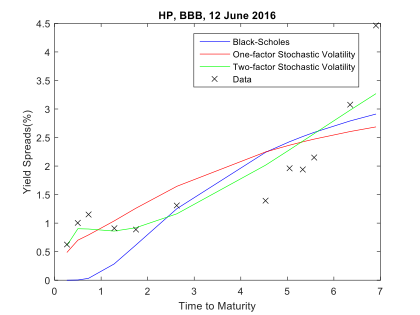 HP, BBB, 12 June 2016
Black-Scholes
One-factor Stochastic Volatility
Two-factor Stochastic Volatility
Data
Yield Spreads(%)
4.5
4
3.5
3
2.5
2
1.5
1
0.5
0
0 1 2 3 4 5 6 7
Time to Maturity